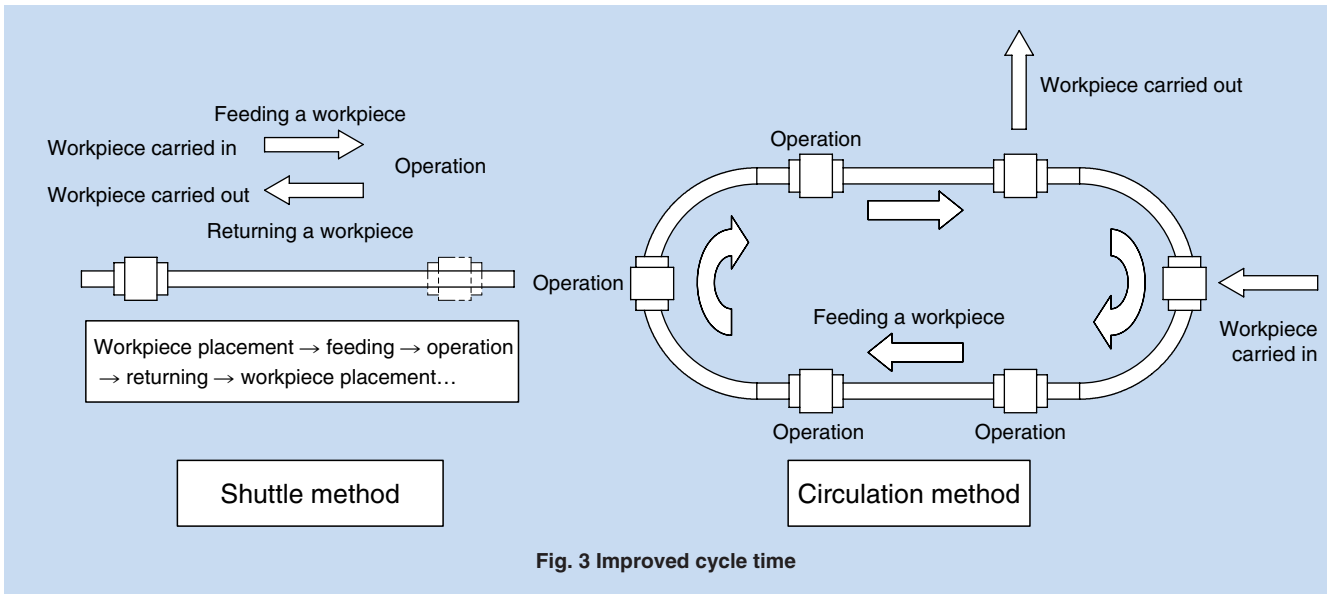 Feeding a workpiece
Workpiece carried in
Operation
Workpiece carried out
Returning a workpiece
Workpiece placement → feeding → operation
→ returning → workpiece placement…
Shuttle method
Workpiece carried out
Operation
Operation
Feeding a workpiece
Workpiece
carried in
Operation
Operation
Circulation method
Fig. 3 Improved cycle time